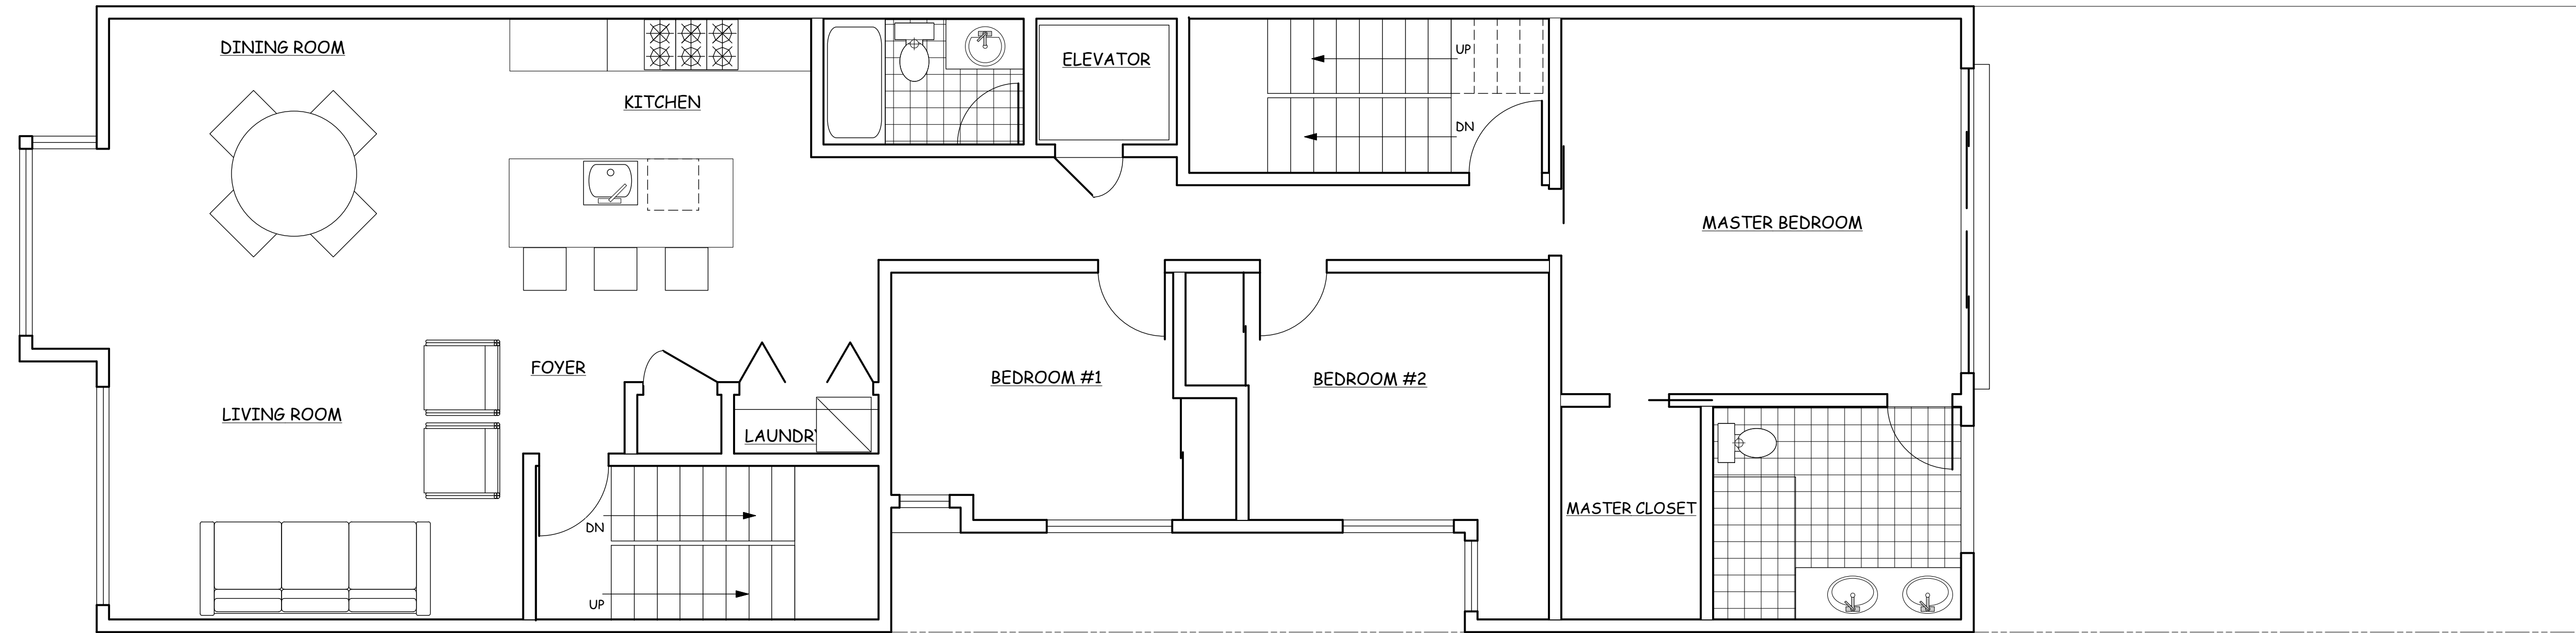 DINING ROOM
KITCHEN
ELEVATOR
UP
DN
MASTER BEDROOM
FOYER
LIVING ROOM
LAUNDRY
BEDROOM #1
BEDROOM #2
MASTER CLOSET
DN
UP